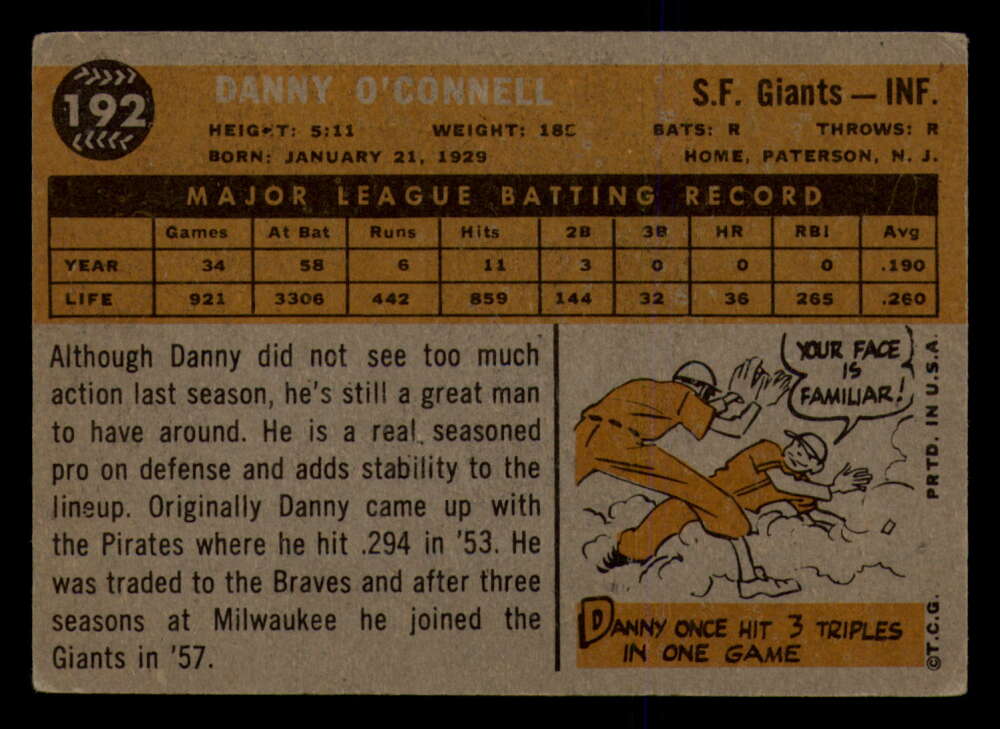 192
DANNY O'CONNELL
S.F. Giants — INF.
HEIGHT: 5:11 WEIGHT: 185 BATS: R THROWS: R
BORN: JANUARY 21, 1929 HOME, PATERSON, N. J.
MAJOR LEAGUE BATTING RECORD
Games At Bat Runs Hits 2B 3B HR RBI Avg
YEAR 34 58 6 11 3 0 0 0 .190
LIFE 921 3306 442 859 144 32 36 265 .260
Although Danny did not see too much
action last season, he's still a great man
to have around. He is a real seasoned
pro on defense and adds stability to the
lineup. Originally Danny came up with
the Pirates where he hit .294 in '53. He
was traded to the Braves and after three
seasons at Milwaukee he joined the
Giants in '57.
YOUR FACE
IS
FAMILIAR!
DANNY ONCE HIT 3 TRIPLES
IN ONE GAME
PRTD. IN U.S.A.
©T.C.G.